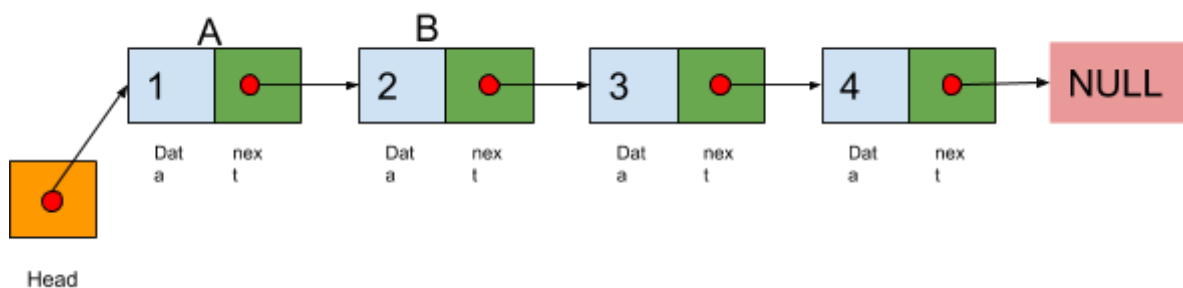 A B
1 2 3 4 NULL
Dat nex Dat nex Dat nex Dat nex
a t a t a t a t
Head